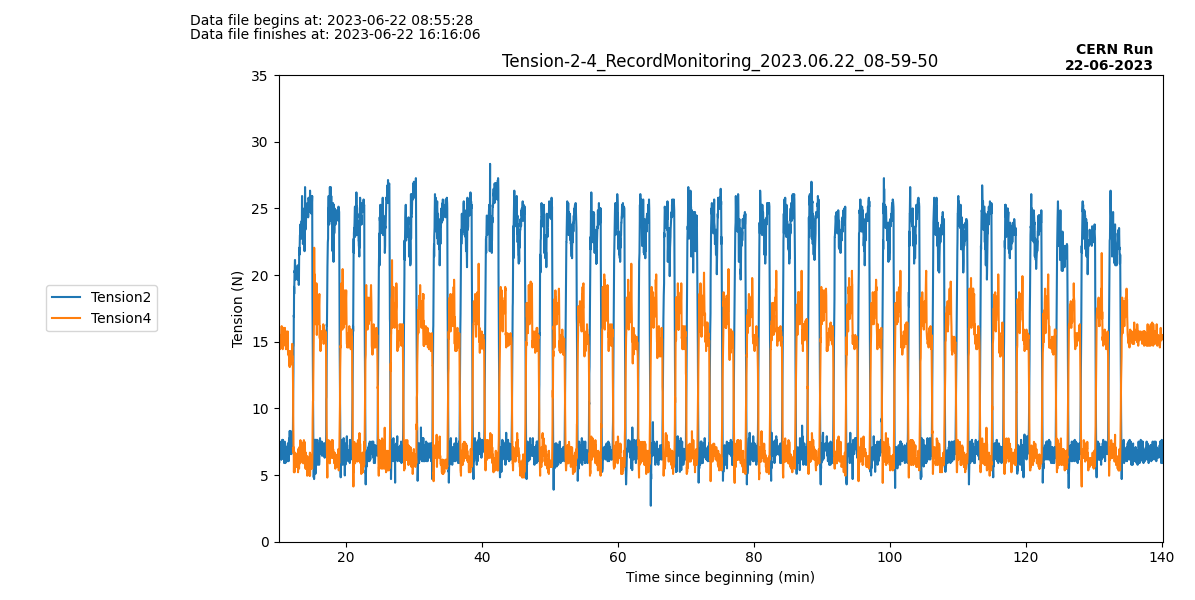 Data file begins at: 2023-06-22 08:55:28
Data file finishes at: 2023-06-22 16:16:06
CERN Run
22-06-2023
Tension-2-4_RecordMonitoring_2023.06.22_08-59-50
35
30
25
20
15
10
5
0
Tension (N)
Tension2
Tension4
20
40
60
80
100
120
140
Time since beginning (min)